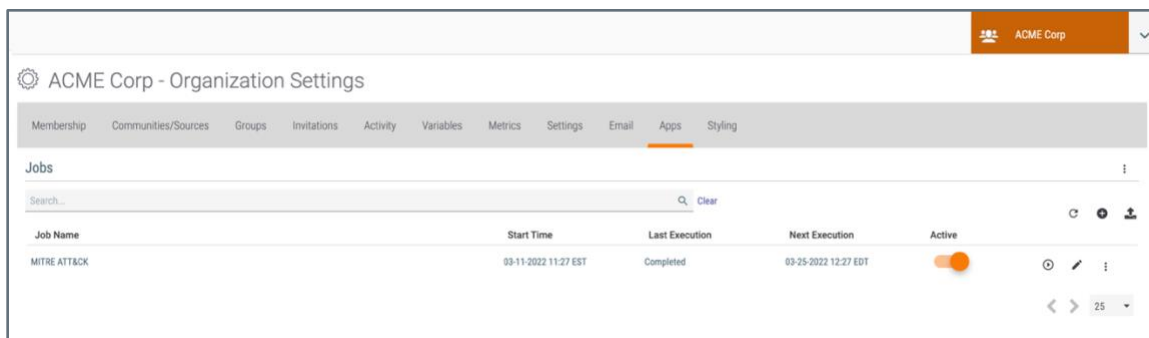 ACME Corp
ACME Corp - Organization Settings
Membership Communities/Sources Groups Invitations Activity Variables Metrics Settings Email Apps Styling
Jobs
Search... Clear
Job Name Start Time Last Execution Next Execution Active
MITRE ATT&CK 03-11-2022 11:27 EST Completed 03-25-2022 12:27 EDT
25